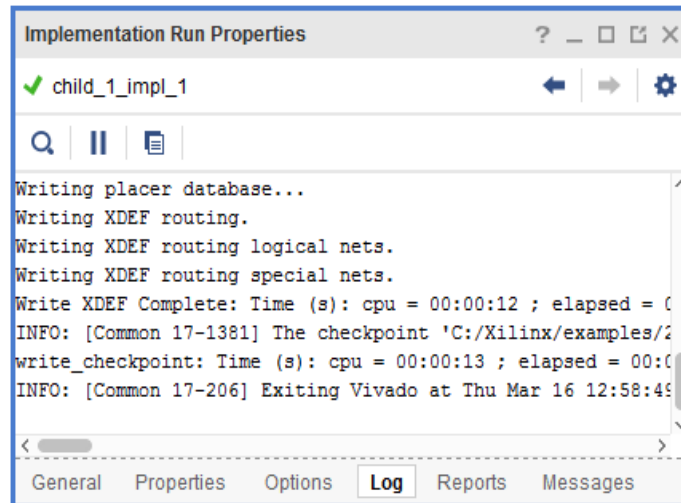 Implementation Run Properties
child_1_impl_1
Writing placer database...
Writing XDEF routing.
Writing XDEF routing logical nets.
Writing XDEF routing special nets.
Write XDEF Complete: Time (s): cpu = 00:00:12 ; elapsed = 0
INFO: [Common 17-1381] The checkpoint 'C:/Xilinx/examples/2
write_checkpoint: Time (s): cpu = 00:00:13 ; elapsed = 00:0
INFO: [Common 17-206] Exiting Vivado at Thu Mar 16 12:58:49
General Properties Options Log Reports Messages